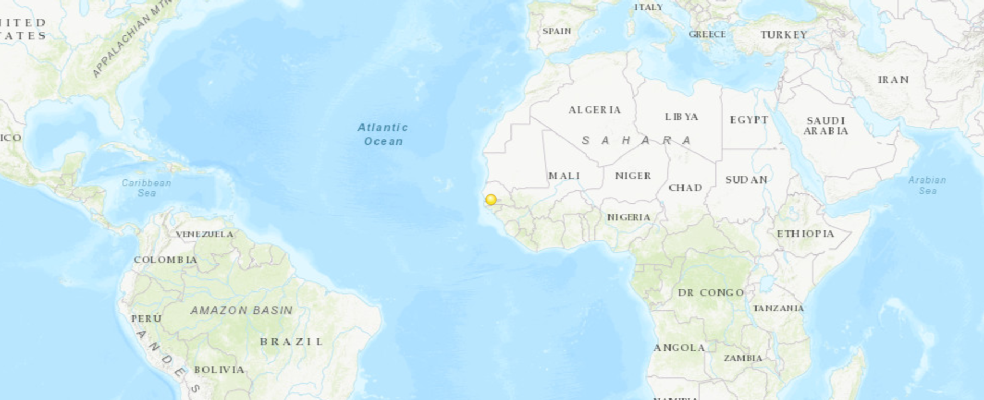 ITALY
UNITED
STATES
APPALACHIAN MTN
SPAIN
GREECE
TURKEY
IRAN
ALGERIA
LIBYA
EGYPT
SAUDI
ARABIA
Atlantic
Ocean
ICO
SAHARA
Caribbean
Sea
MALI
NIGER
CHAD
SUDAN
Arabian
Sea
NIGERIA
VENEZUELA
ETHIOPIA
COLOMBIA
DR CONGO
AMAZON BASIN
TANZANIA
PERU
BRAZIL
ANDES
ANGOLA
ZAMBIA
BOLIVIA